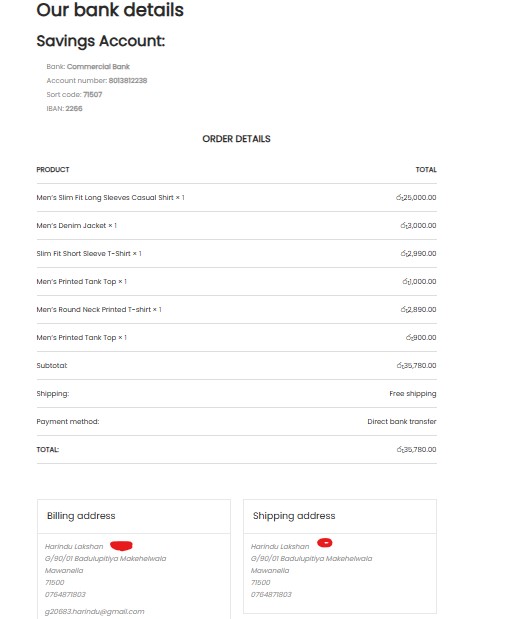 Our bank details
Savings Account:
Bank: Commercial Bank
Account number: 8013812238
Sort code: 71507
IBAN: 2266
ORDER DETAILS
PRODUCT TOTAL
Men's Slim Fit Long Sleeves Casual Shirt × 1 රු25,000.00
Men's Denim Jacket × 1 රු3,000.00
Slim Fit Short Sleeve T-Shirt × 1 රු2,990.00
Men's Printed Tank Top × 1 රු1,000.00
Men's Round Neck Printed T-shirt × 1 රු2,890.00
Men's Printed Tank Top × 1 රු900.00
Subtotal: රු35,780.00
Shipping: Free shipping
Payment method: Direct bank transfer
TOTAL: රු35,780.00
Billing address
Harindu Lakshan
G/90/01 Badulupitiya Makehelwala
Mawanella
71500
0764871803
g20683.harindu@gmail.com
Shipping address
Harindu Lakshan
G/90/01 Badulupitiya Makehelwala
Mawanella
71500
0764871803